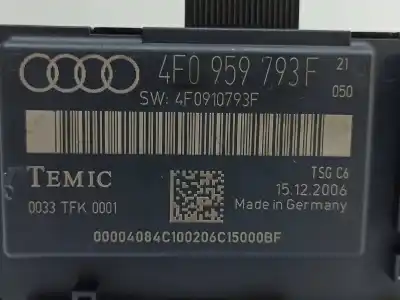 4F0 959 793F 21
SW: 4F0910793F 050
TEMIC TSG C6
15.12.2006
0033 TFK 0001 Made in Germany
00004084C100206C15000BF